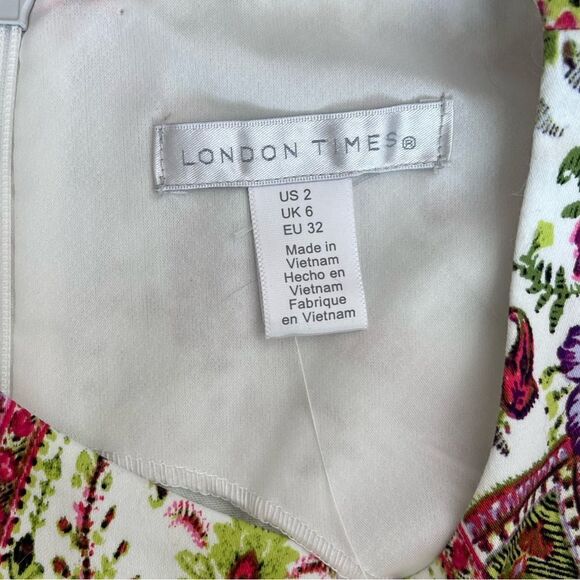 LONDON TIMES®
US 2
UK 6
EU 32
Made in
Vietnam
Hecho en
Vietnam
Fabrique
en Vietnam